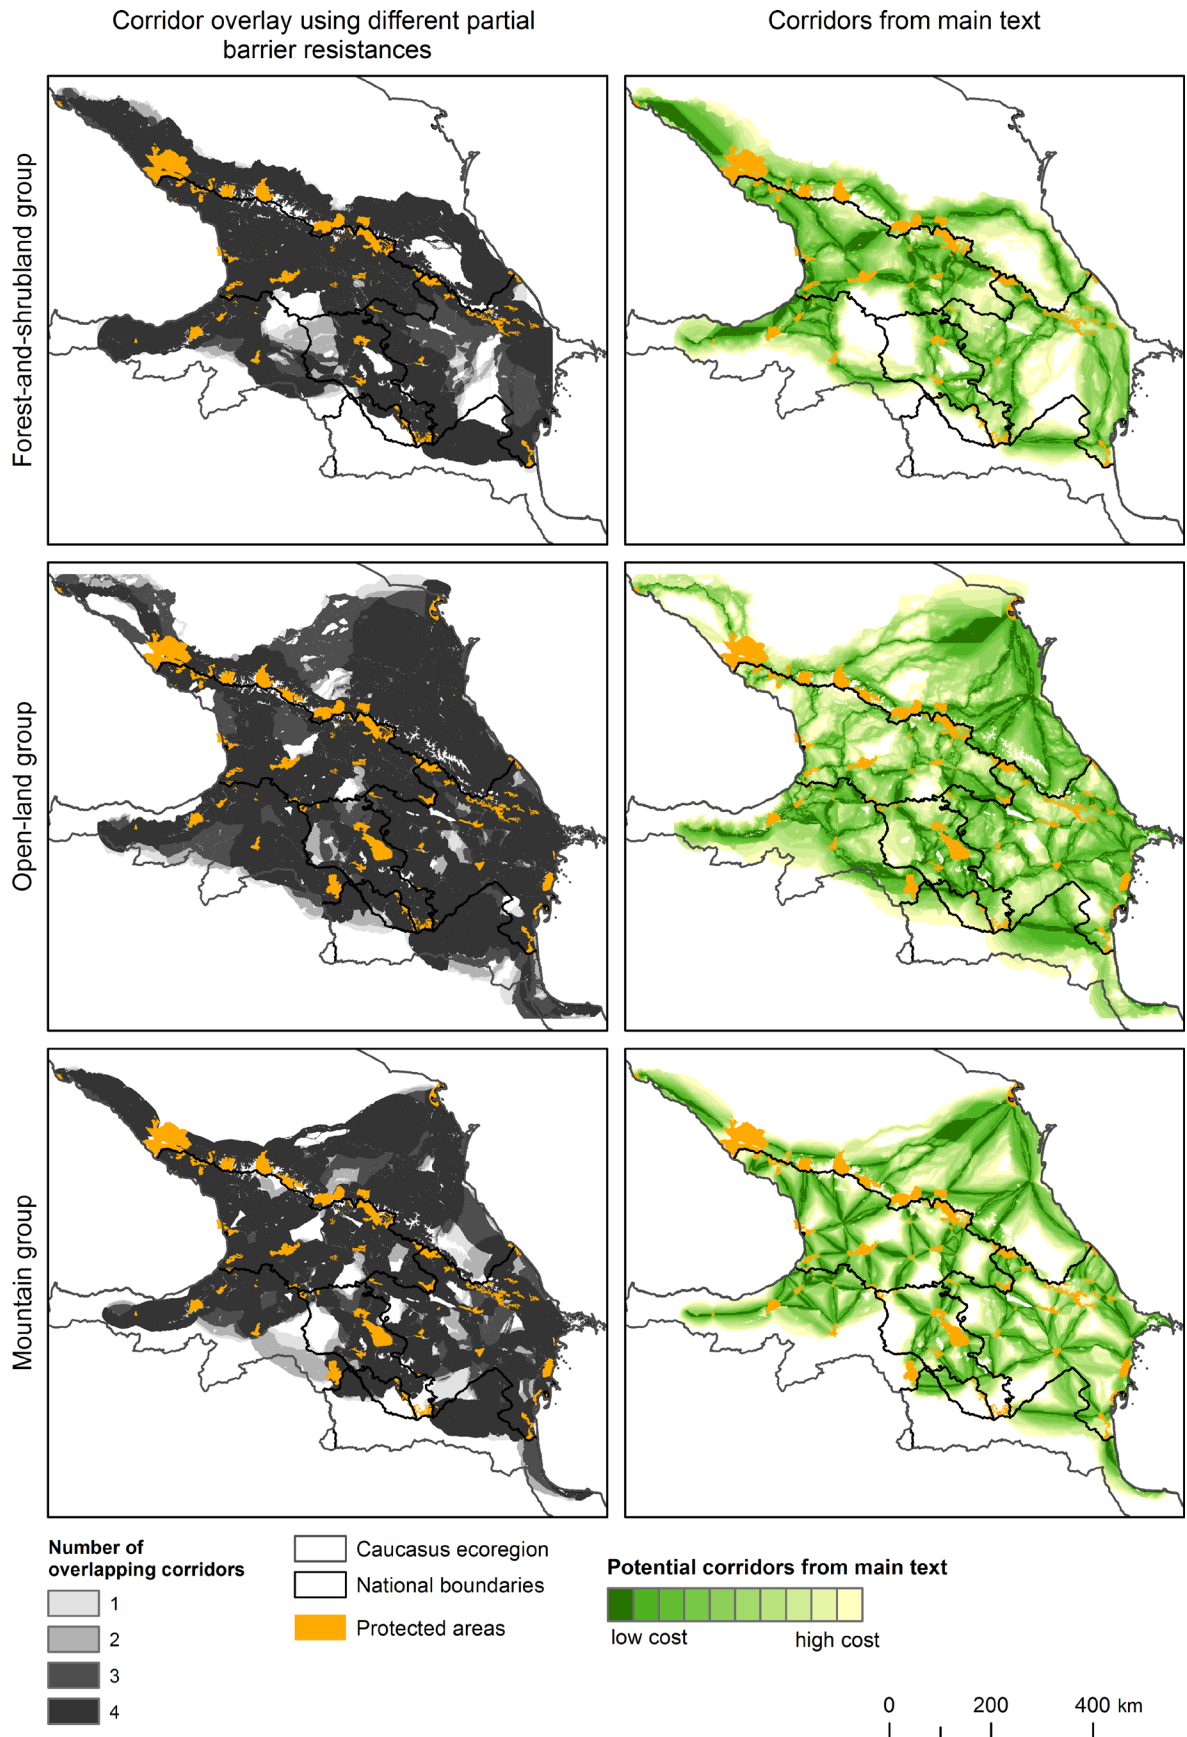 Corridor overlay using different partial
barrier resistances
Corridors from main text
Forest-and-shrubland group
Open-land group
Mountain group
Number of
overlapping corridors
1
2
3
4
Caucasus ecoregion
National boundaries
Protected areas
Potential corridors from main text
low cost
high cost
0
200
400 km